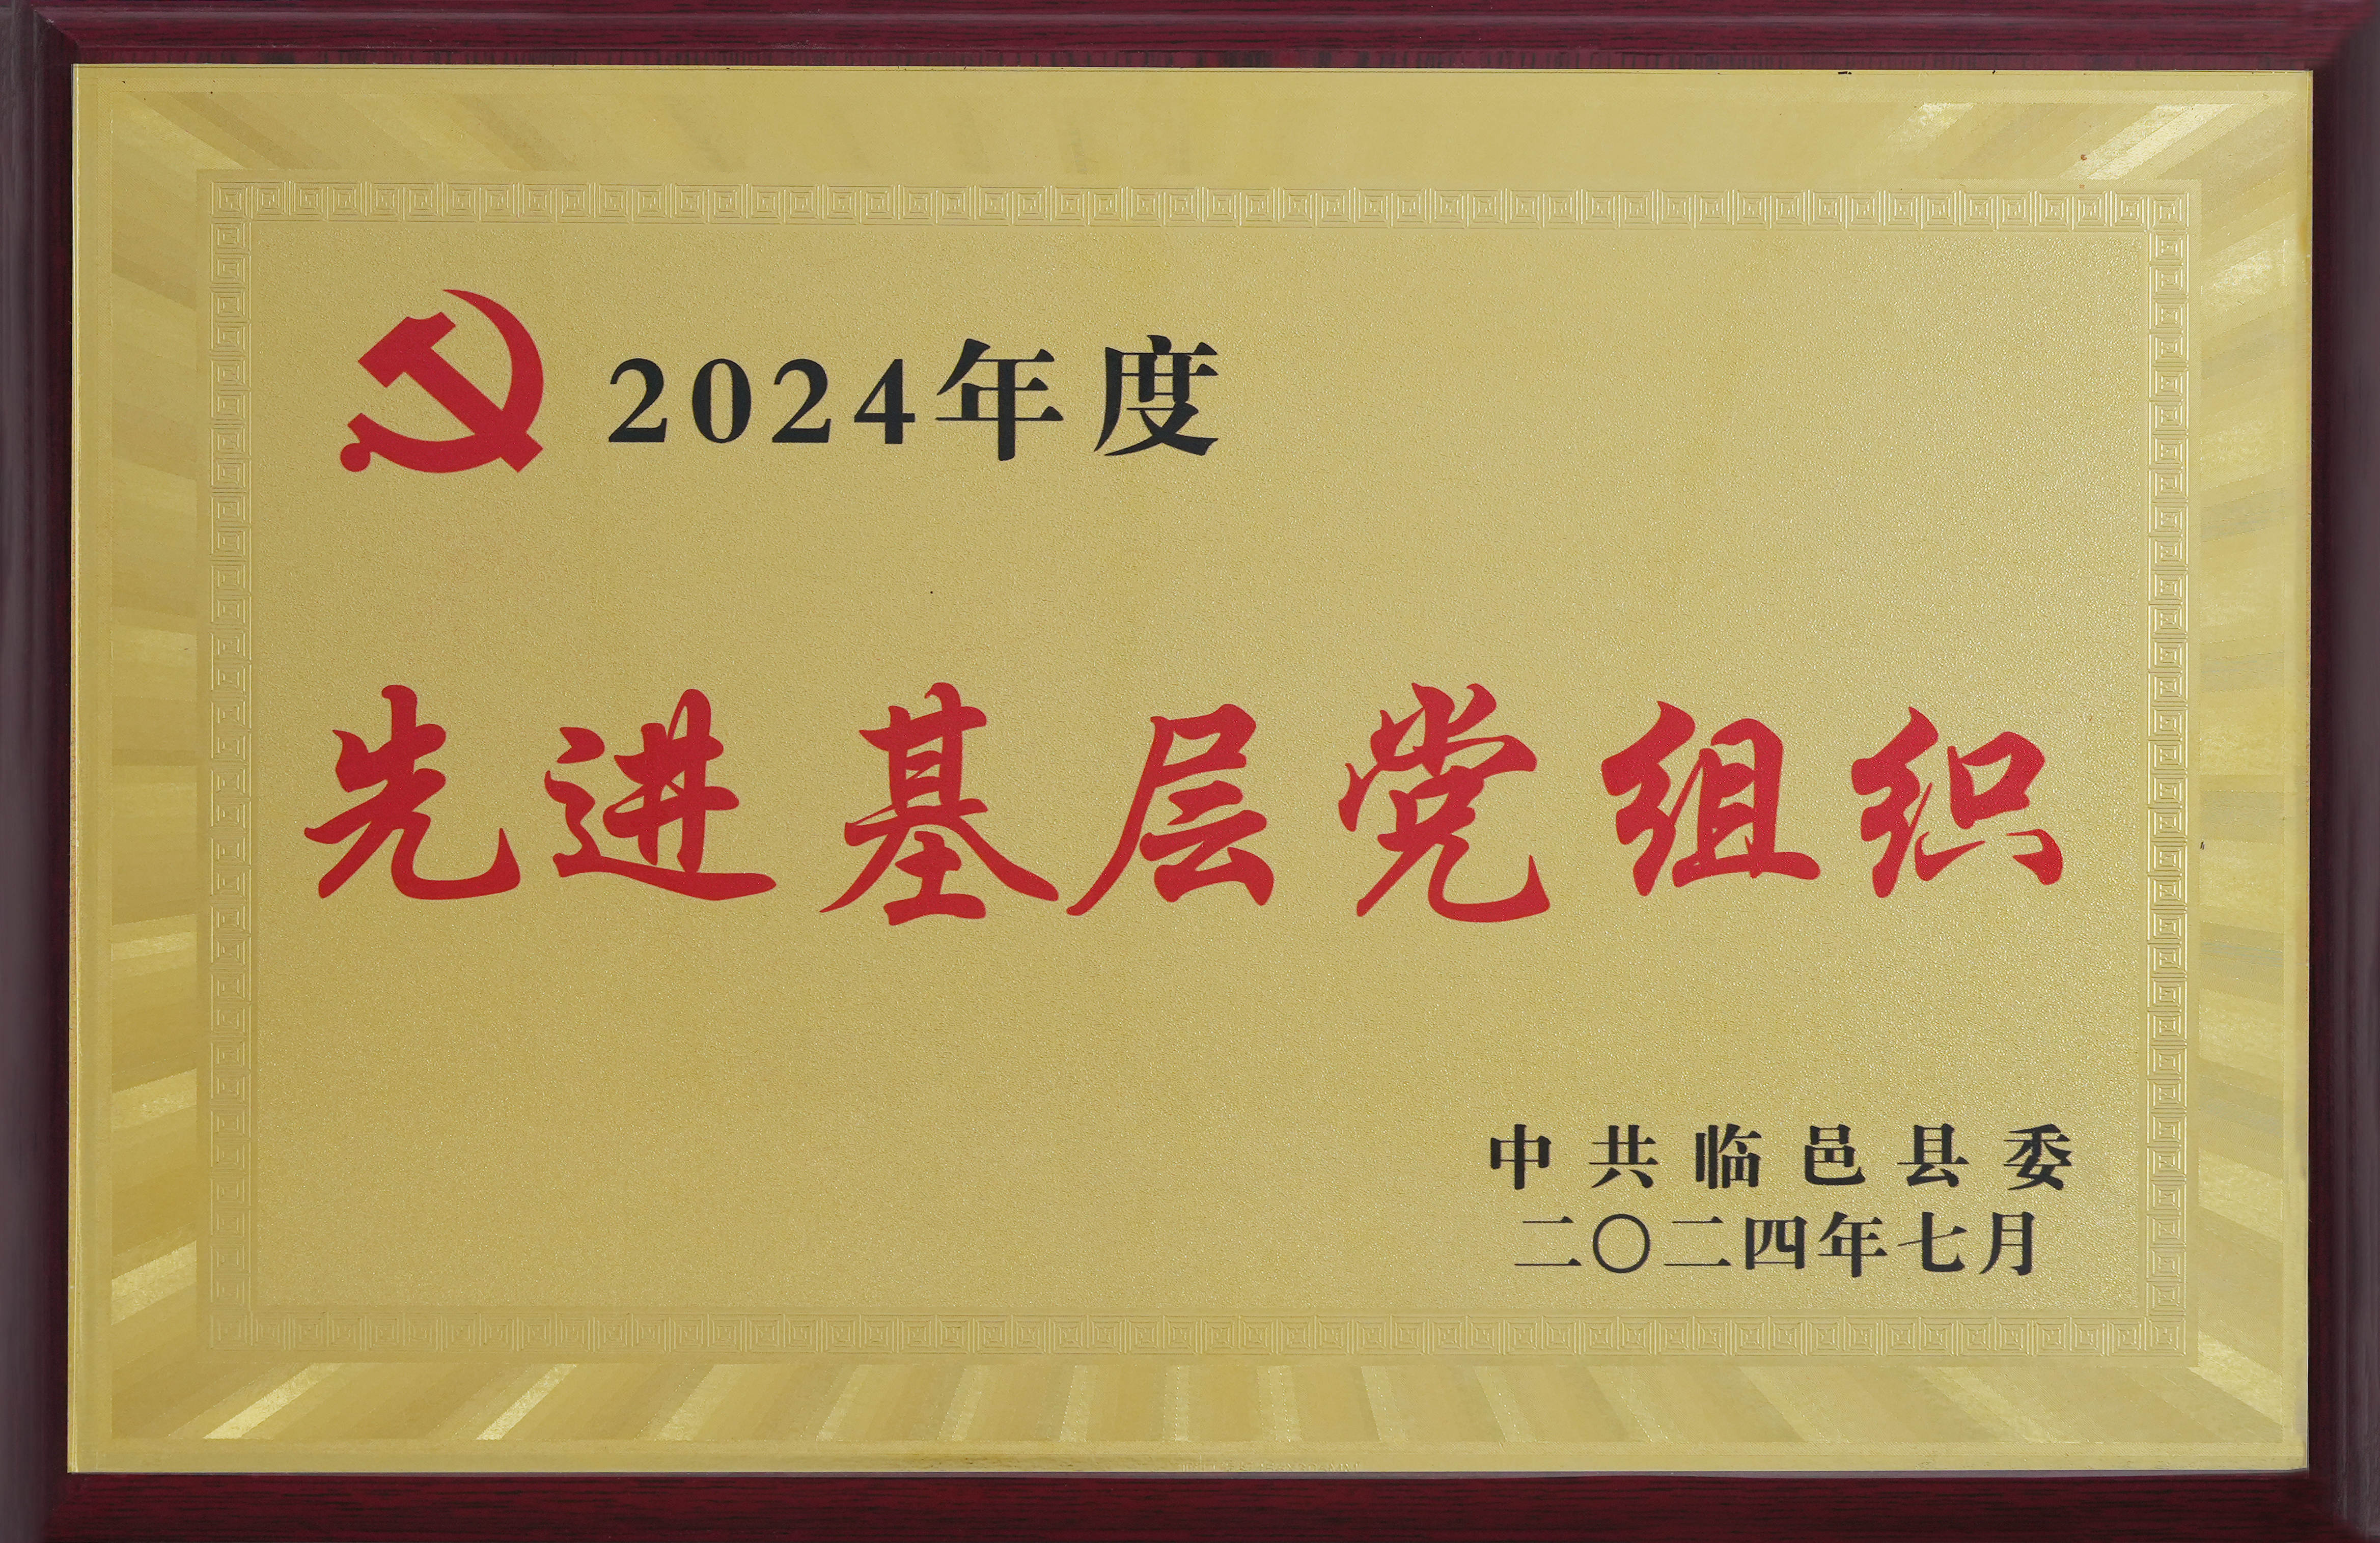 2024年度
先进基层党组织
中共临邑县委
二〇二四年七月